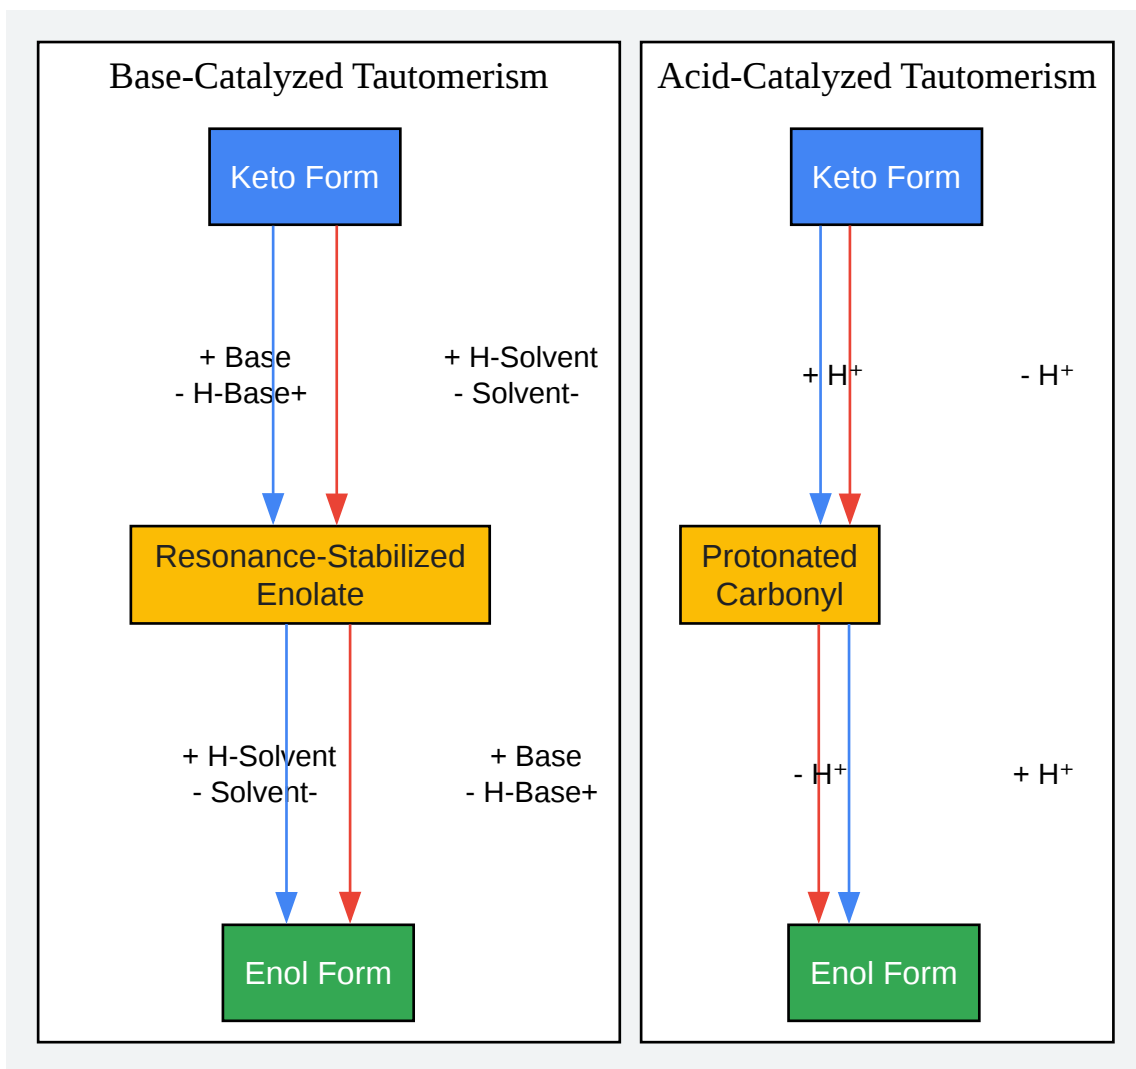 Base-Catalyzed Tautomerism
Keto Form
+ Base
- H-Base+
+ H-Solvent
- Solvent-
Resonance-Stabilized
Enolate
+ H-Solvent
- Solvent-
+ Base
- H-Base+
Enol Form
Acid-Catalyzed Tautomerism
Keto Form
+ H⁺
- H⁺
Protonated
Carbonyl
- H⁺
+ H⁺
Enol Form